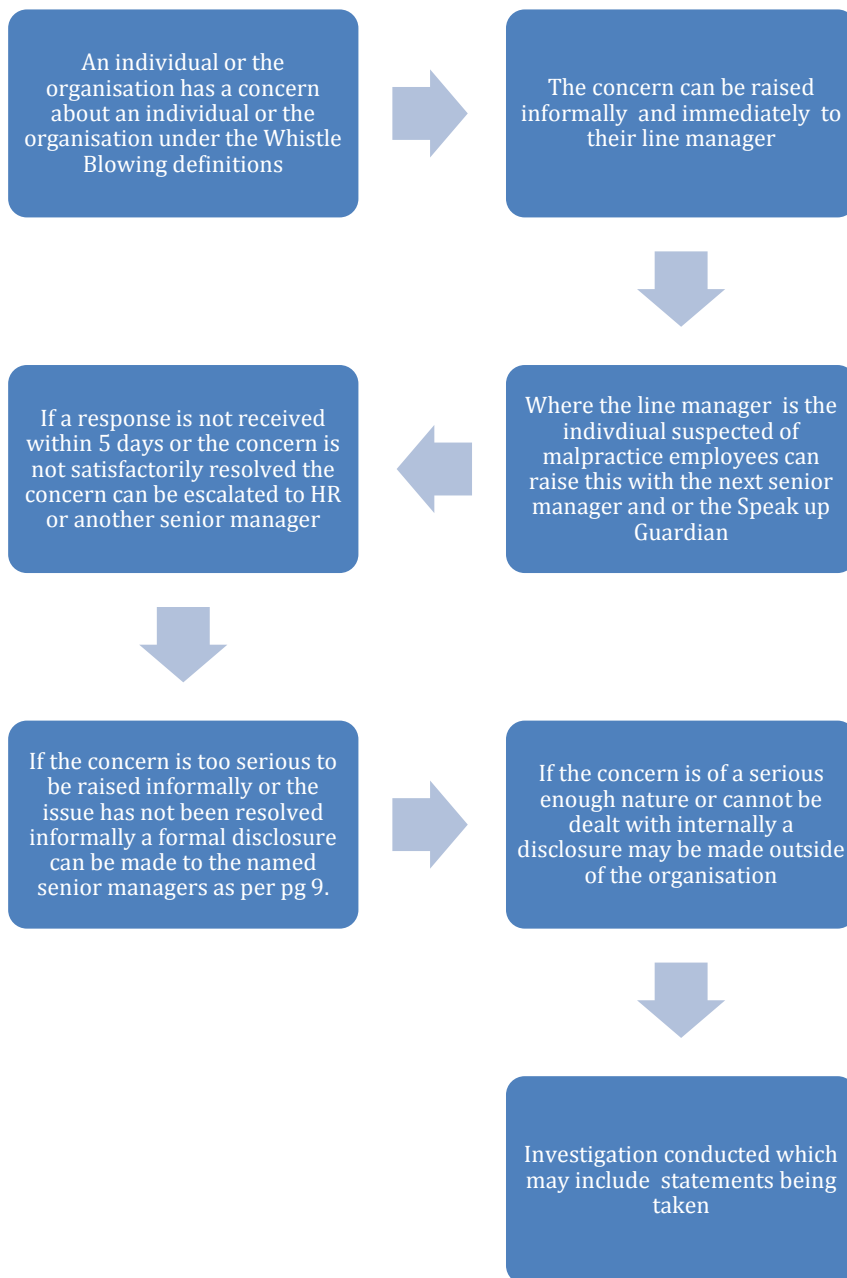 An individual or the
organisation has a concern
about an individual or the
organisation under the Whistle
Blowing definitions
The concern can be raised
informally and immediately to
their line manager
Where the line manager is the
indivdiual suspected of
malpractice employees can
raise this with the next senior
manager and or the Speak up
Guardian
If a response is not received
within 5 days or the concern is
not satisfactorily resolved the
concern can be escalated to HR
or another senior manager
If the concern is too serious to
be raised informally or the
issue has not been resolved
informally a formal disclosure
can be made to the named
senior managers as per pg 9.
If the concern is of a serious
enough nature or cannot be
dealt with internally a
disclosure may be made outside
of the organisation
Investigation conducted which
may include statements being
taken